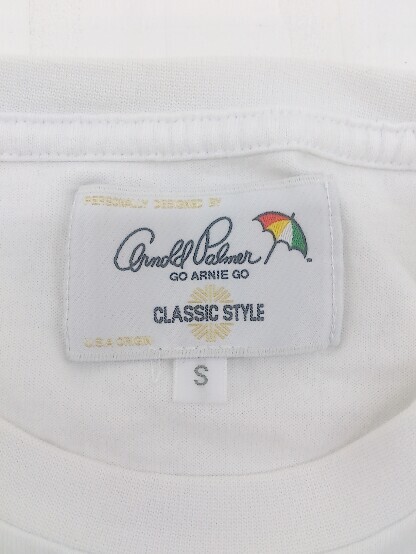 PERSONALLY DESIGNED BY
Arnold Palmer
GO ARNIE GO
CLASSIC STYLE
U.S.A ORIGIN
S